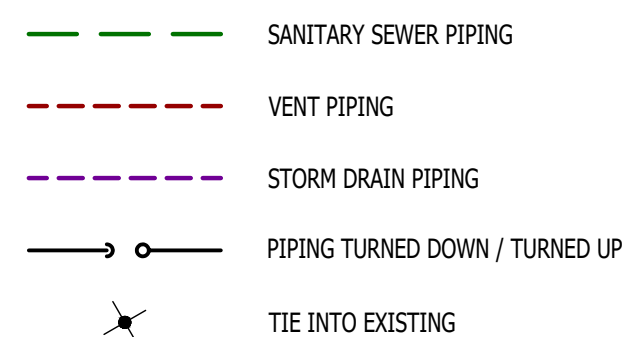 SANITARY SEWER PIPING
VENT PIPING
STORM DRAIN PIPING
PIPING TURNED DOWN / TURNED UP
TIE INTO EXISTING